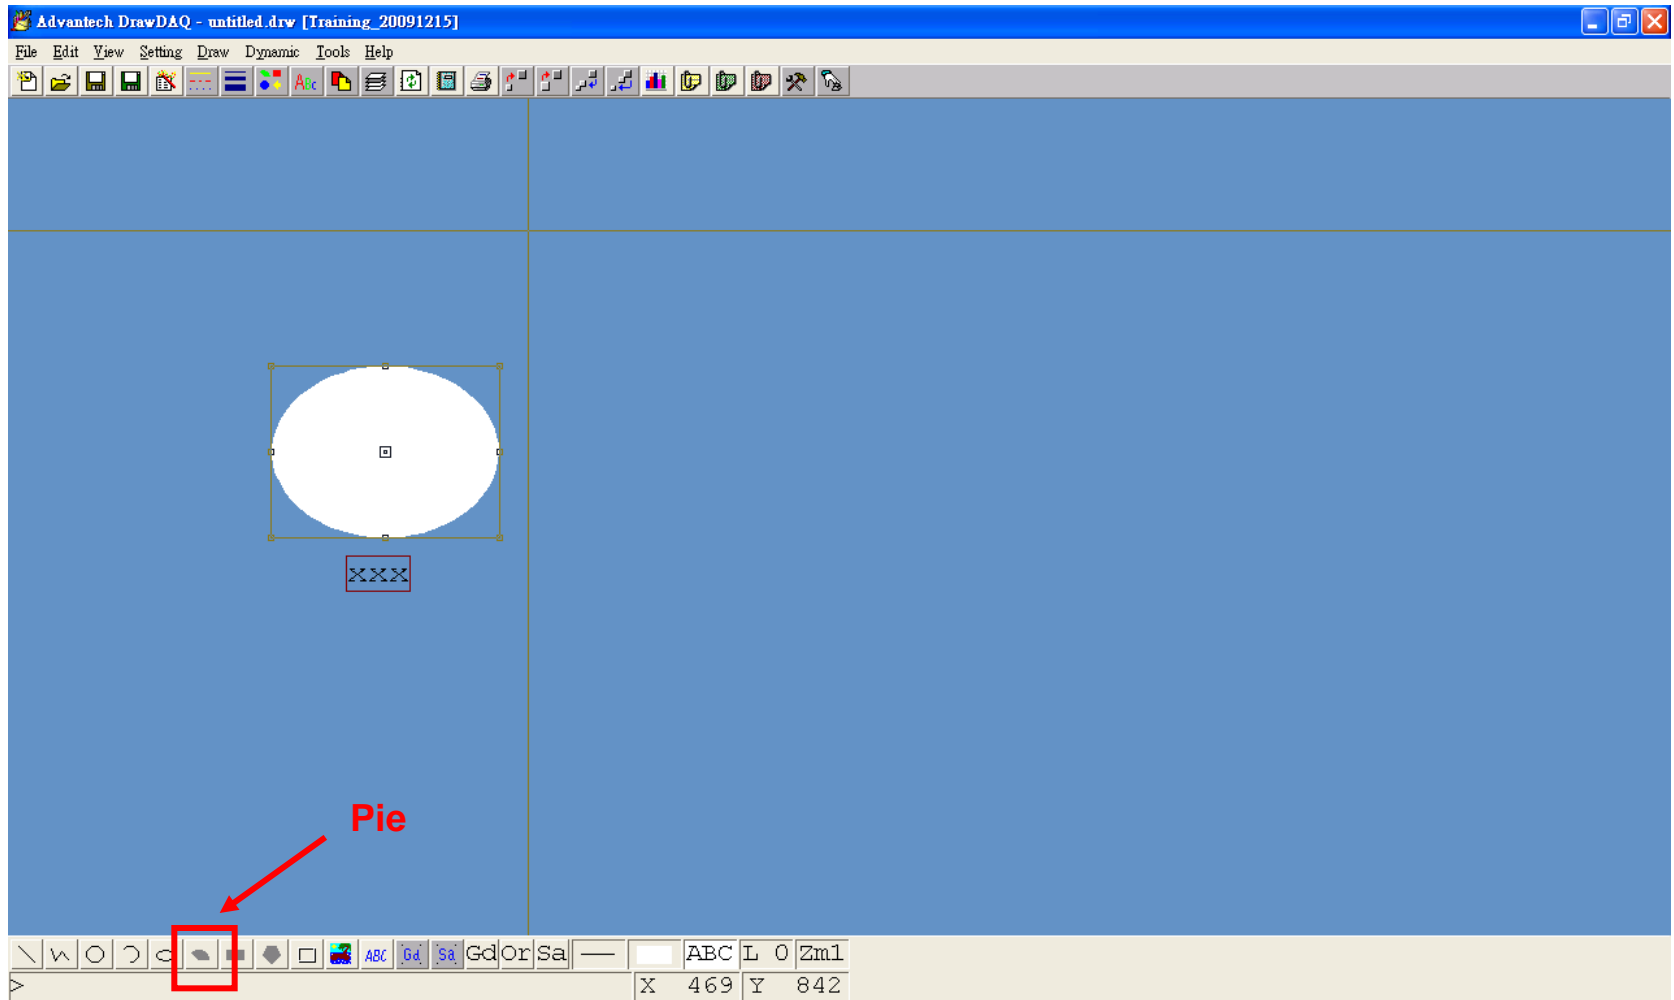 Advantech DrawDAQ - untitled.drw [Training_20091215]
File Edit View Setting Draw Dynamic Tools Help
ABC
XXX
Pie
ABC Gd Sa Gd Or Sa ABC L 0 Zm1
> X 469 Y 842